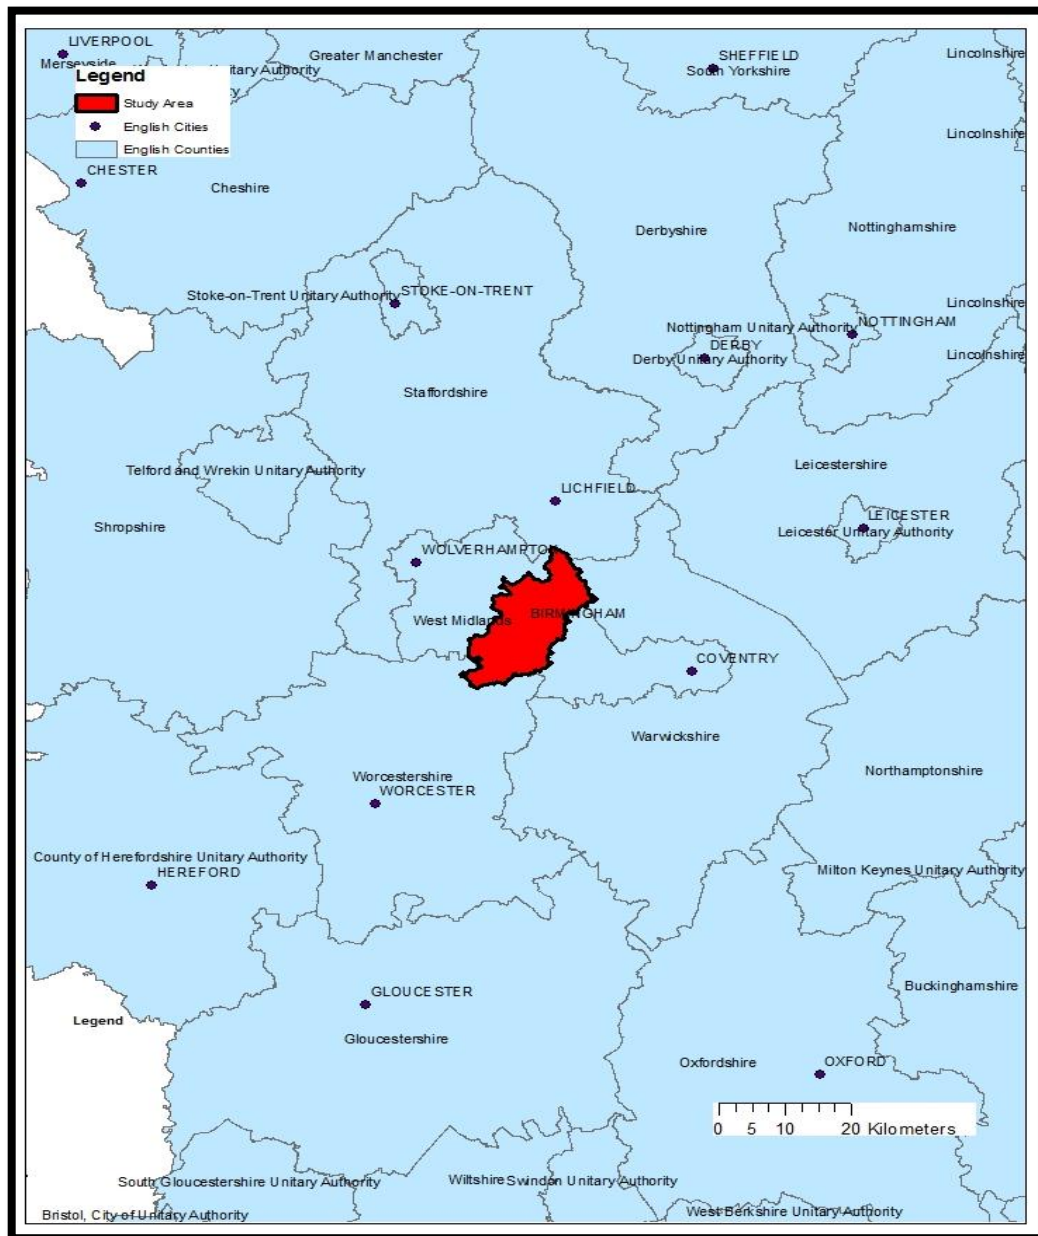 LIVERPOOL
Merseyside
Greater Manchester
SHEFFIELD
South Yorkshire
Lincolnshire
Unitary Authority
Legend
Study Area
English Cities
English Counties
Lincolnshire
CHESTER
Cheshire
Derbyshire
Nottinghamshire
Stoke-on-Trent Unitary Authority
STOKE-ON-TRENT
Lincolnshire
Nottingham Unitary Authority
NOTTINGHAM
DERBY
Derby Unitary Authority
Lincolnshire
Staffordshire
Telford and Wrekin Unitary Authority
Leicestershire
LICHFIELD
Shropshire
LEICESTER
Leicester Unitary Authority
WOLVERHAMPTON
West Midlands
BIRMINGHAM
COVENTRY
Warwickshire
Northamptonshire
Worcestershire
WORCESTER
County of Herefordshire Unitary Authority
HEREFORD
Milton Keynes Unitary Authority
Buckinghamshire
GLOUCESTER
Legend
Gloucestershire
Oxfordshire
OXFORD
0 5 10 20 Kilometers
South Gloucestershire Unitary Authority
Wiltshire
Swindon Unitary Authority
Bristol, City of Unitary Authority
West Berkshire Unitary Authority